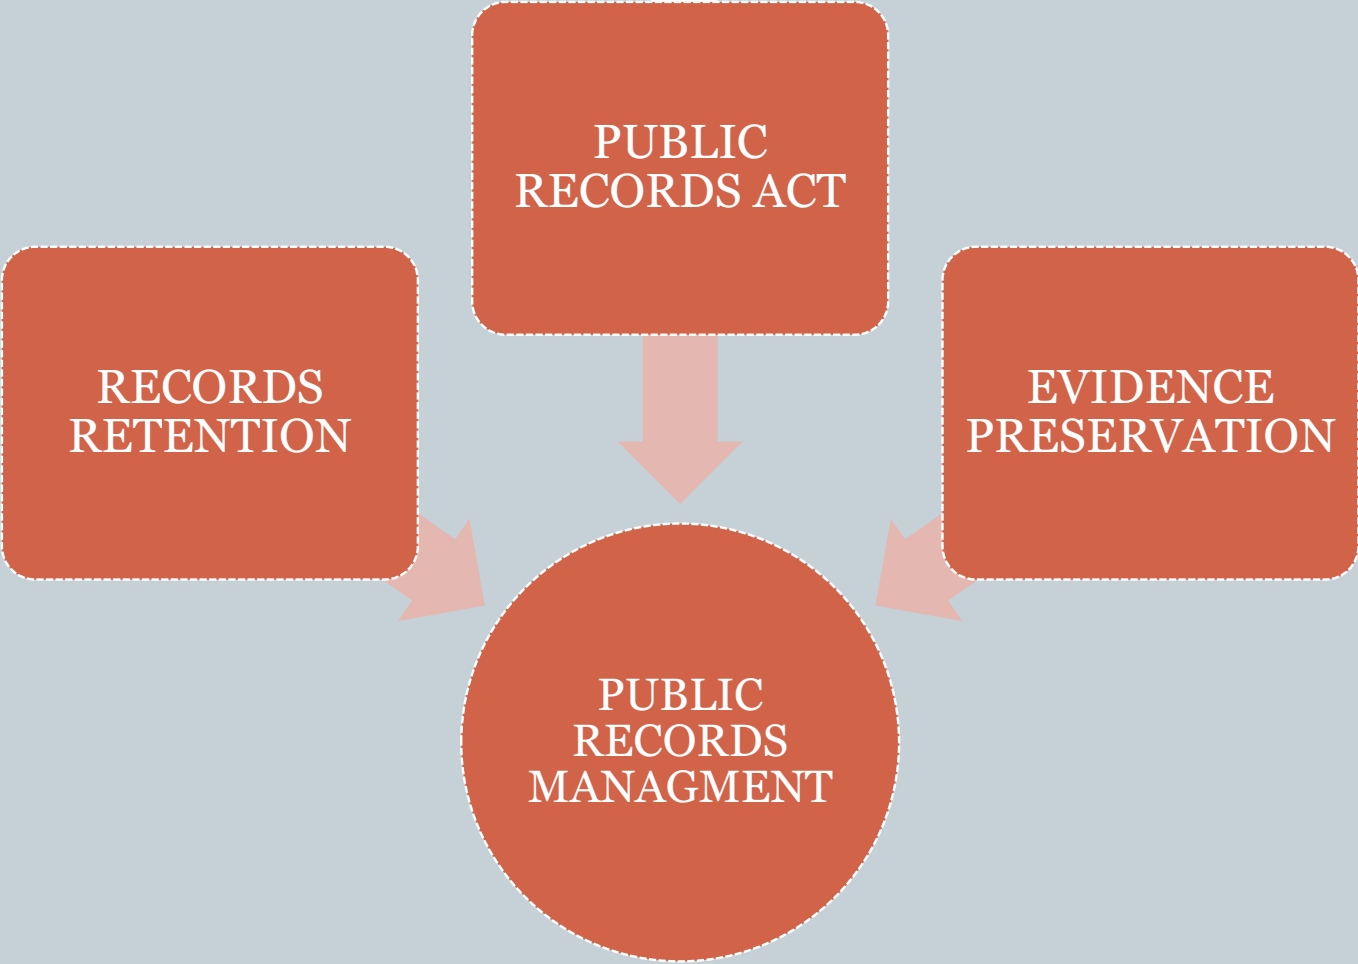 PUBLIC
RECORDS ACT
RECORDS
RETENTION
EVIDENCE
PRESERVATION
PUBLIC
RECORDS
MANAGMENT